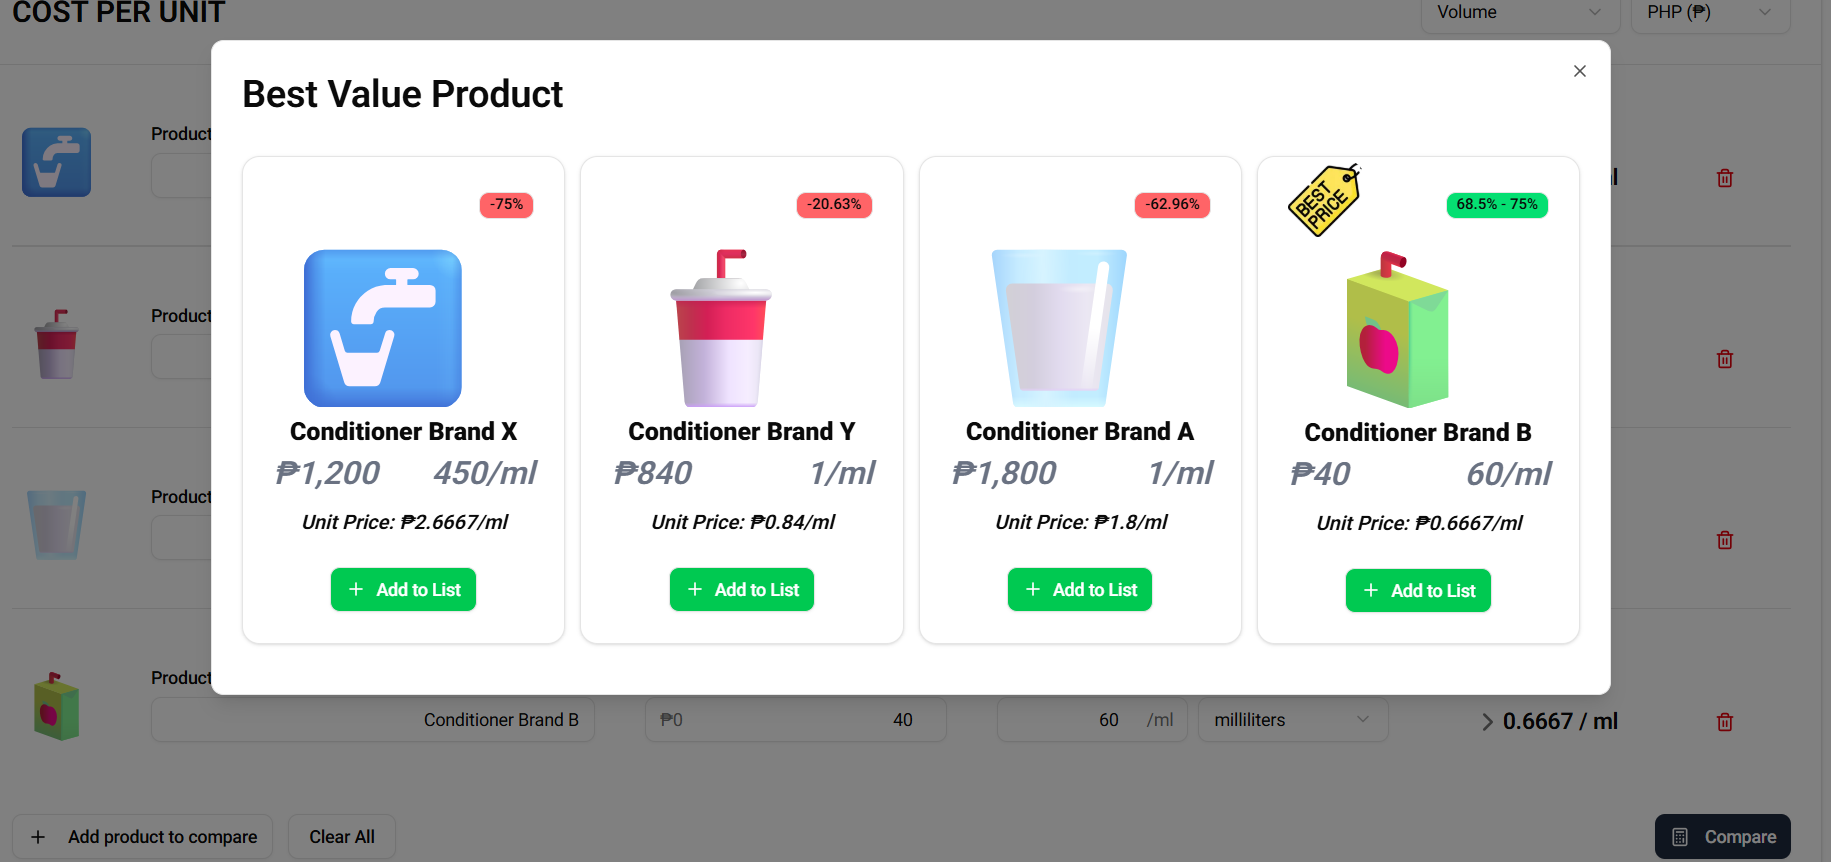 COST PER UNIT
Volume
PHP (₱)
Best Value Product
-75%
-20.63%
-62.96%
BEST
PRICE
68.5% - 75%
Conditioner Brand X
Conditioner Brand Y
Conditioner Brand A
Conditioner Brand B
₱1,200 450/ml
₱840 1/ml
₱1,800 1/ml
₱40 60/ml
Unit Price: ₱2.6667/ml
Unit Price: ₱0.84/ml
Unit Price: ₱1.8/ml
Unit Price: ₱0.6667/ml
+ Add to List
+ Add to List
+ Add to List
+ Add to List
Product
Product
Product
Product
Conditioner Brand B
₱0 40
60 /ml
milliliters
0.6667 / ml
+ Add product to compare
Clear All
Compare